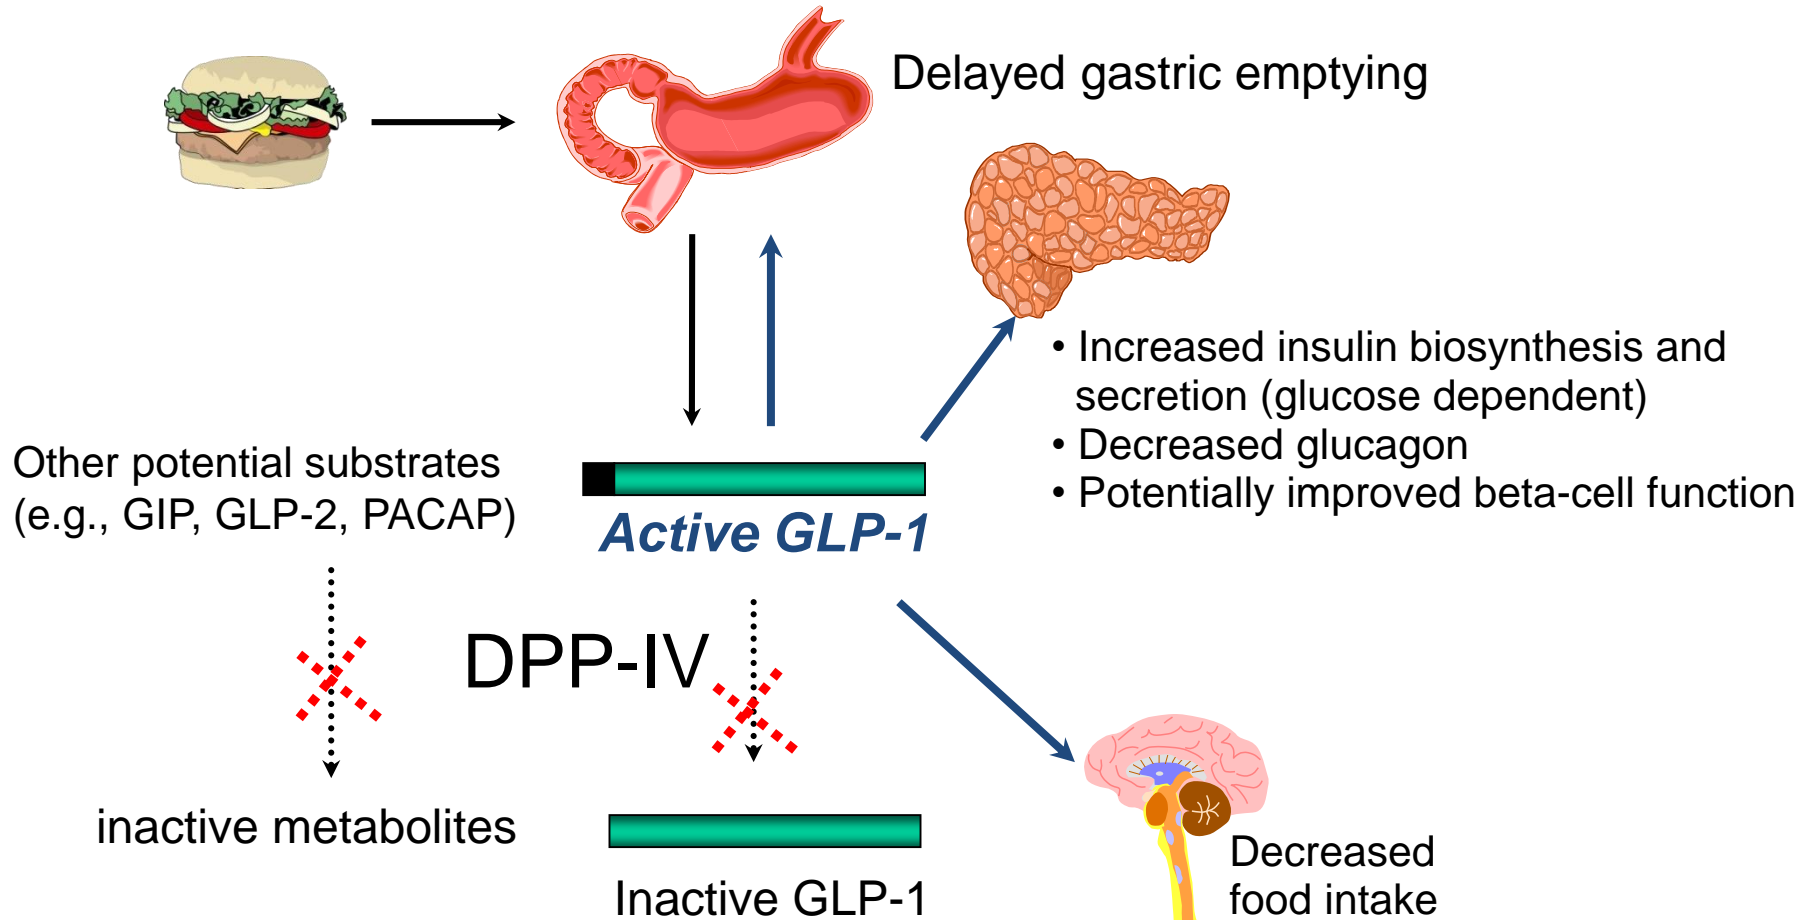 Delayed gastric emptying
• Increased insulin biosynthesis and
secretion (glucose dependent)
• Decreased glucagon
• Potentially improved beta-cell function
Other potential substrates
(e.g., GIP, GLP-2, PACAP)
Active GLP-1
DPP-IV
inactive metabolites
Inactive GLP-1
Decreased
food intake